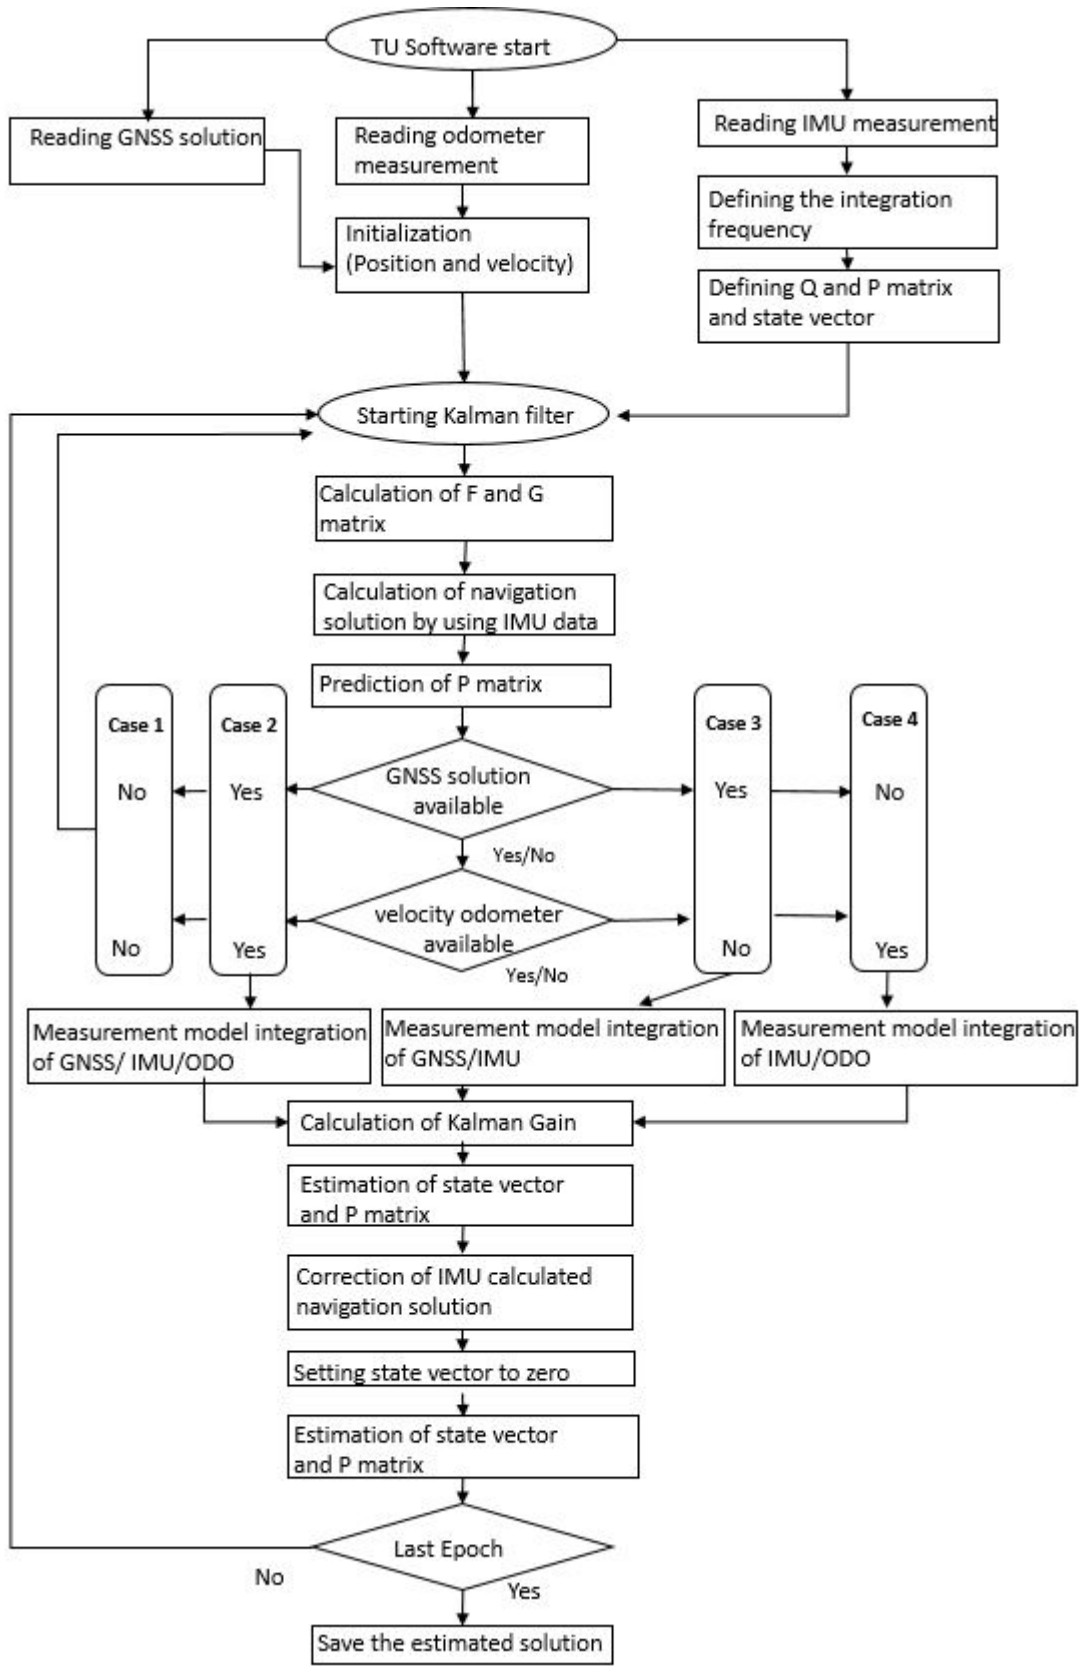 TU Software start
Reading GNSS solution
Reading odometer
measurement
Reading IMU measurement
Defining the integration
frequency
Initialization
(Position and velocity)
Defining Q and P matrix
and state vector
Starting Kalman filter
Calculation of F and G
matrix
Calculation of navigation
solution by using IMU data
Prediction of P matrix
Case 1
Case 2
Case 3
Case 4
GNSS solution
available
No
Yes
Yes
No
Yes/No
velocity odometer
available
No
Yes
No
Yes
Yes/No
Measurement model integration
of GNSS/ IMU/ODO
Measurement model integration
of GNSS/IMU
Measurement model integration
of IMU/ODO
Calculation of Kalman Gain
Estimation of state vector
and P matrix
Correction of IMU calculated
navigation solution
Setting state vector to zero
Estimation of state vector
and P matrix
Last Epoch
No
Yes
Save the estimated solution